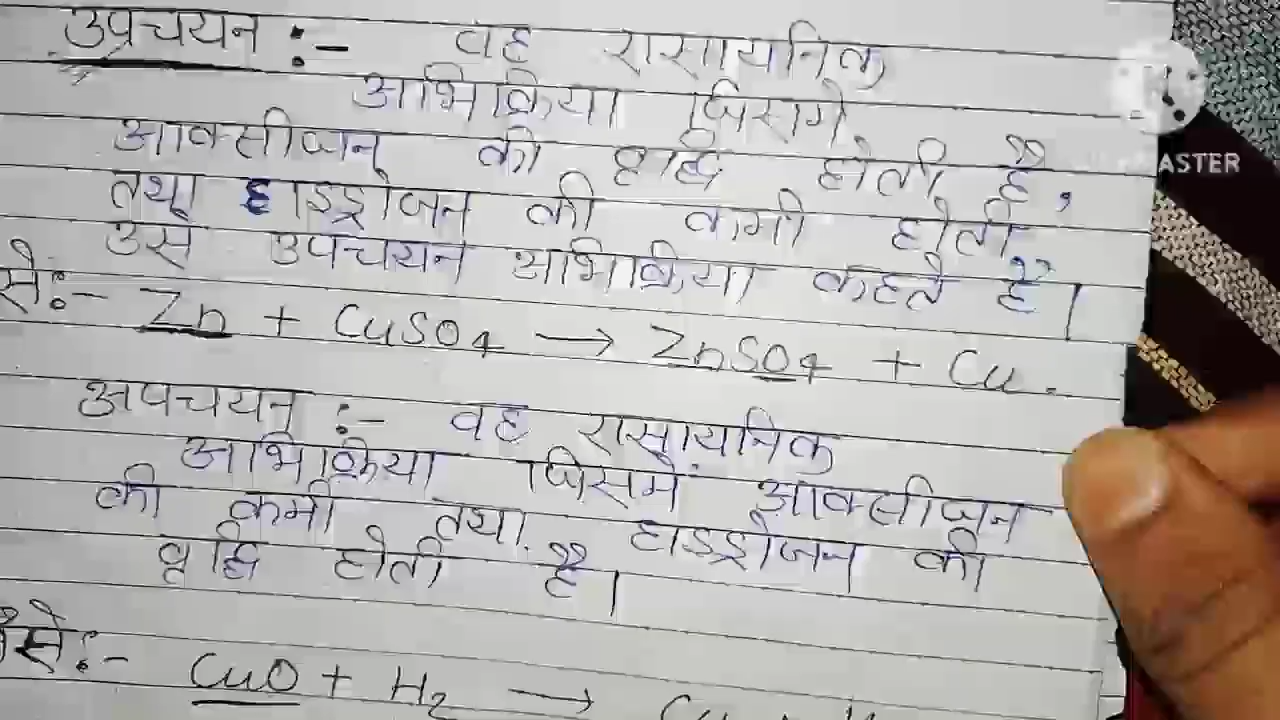 उपचयन :- वह रासायनिक
अभिक्रिया जिसमें
आक्सीजन की वृद्धि होती है,
तथा हाइड्रोजन की कमी होती
उसे उपचयन अभिक्रिया कहते हैं।
से:- Zn + CuSO4 → ZnSO4 + Cu.
अपचयन :- वह रासायनिक
अभिक्रिया जिसमें आक्सीजन
की कमी तथा हाइड्रोजन की
वृद्धि होती है।
जैसे:- CuO + H2 →
ASTER